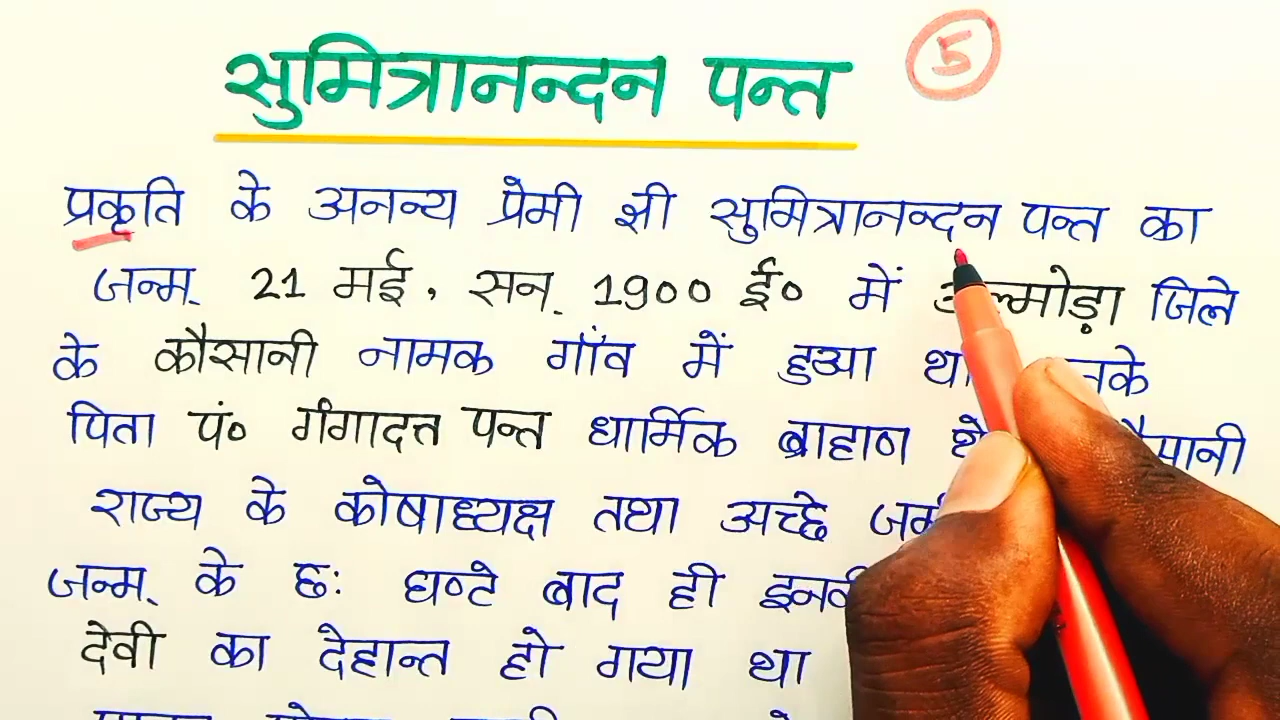 सुमित्रानन्दन पन्त
5
प्रकृति के अनन्य प्रेमी श्री सुमित्रानन्दन पन्त का
जन्म 21 मई, सन् 1900 ई० में अल्मोड़ा जिले
के कौसानी नामक गाँव में हुआ था
पिता पं० गंगादत्त पन्त धार्मिक ब्राह्मण थे
राज्य के कोषाध्यक्ष तथा अच्छे
जन्म के छः घण्टे बाद ही
देवी का देहान्त हो गया था